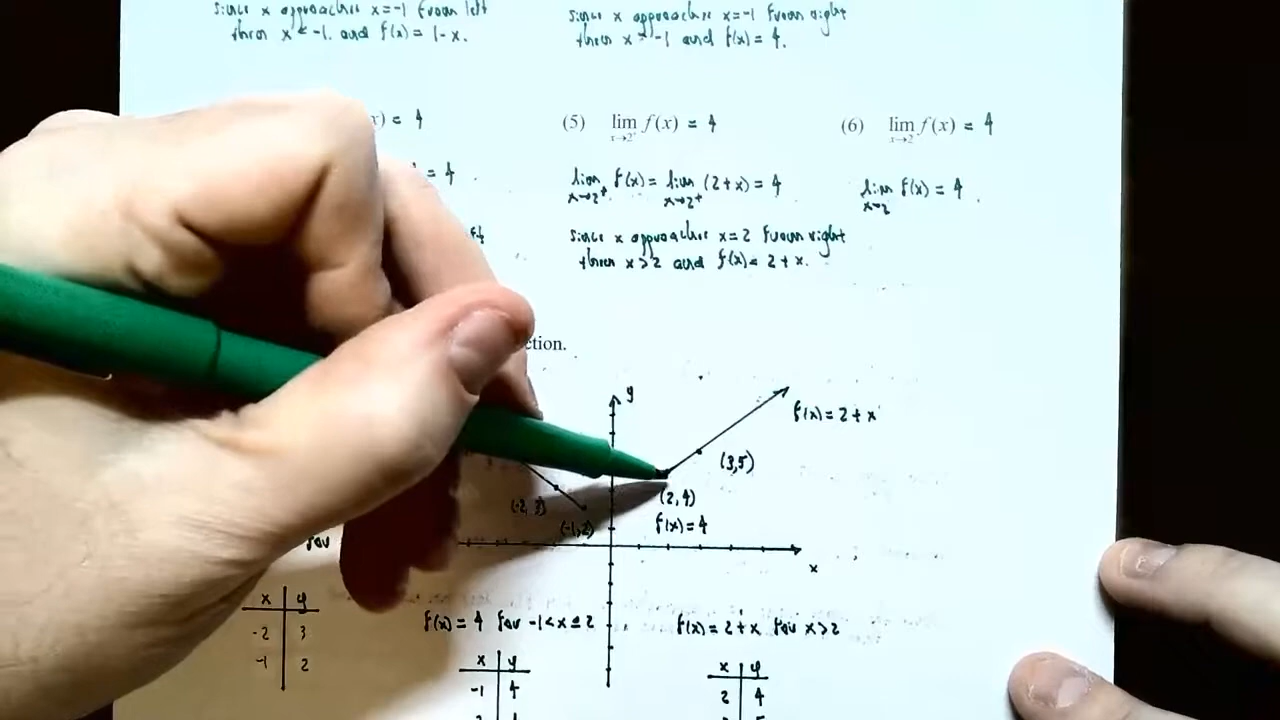 since x approaches x=-1 from left
then x < -1. and f(x) = 1-x.
since x approaches x=-1 from right
then x > -1 and f(x) = 4.
x) = 4
(5) lim f(x) = 4
x→2⁺
(6) lim f(x) = 4
x→2
= 4
lim f(x) = lim (2+x) = 4
x→2⁺ x→2⁺
lim f(x) = 4.
x→2
since x approaches x=2 from right
then x>2 and f(x) = 2+x.
ction.
y
f(x) = 2+x
(3,5)
(-2,3)
(2,4)
(-1,2)
f(x)=4
for
x
x y
-2 3
-1 2
f(x) = 4 for -1<x≤2
f(x) = 2+x for x>2
x y
-1 4
x y
2 4